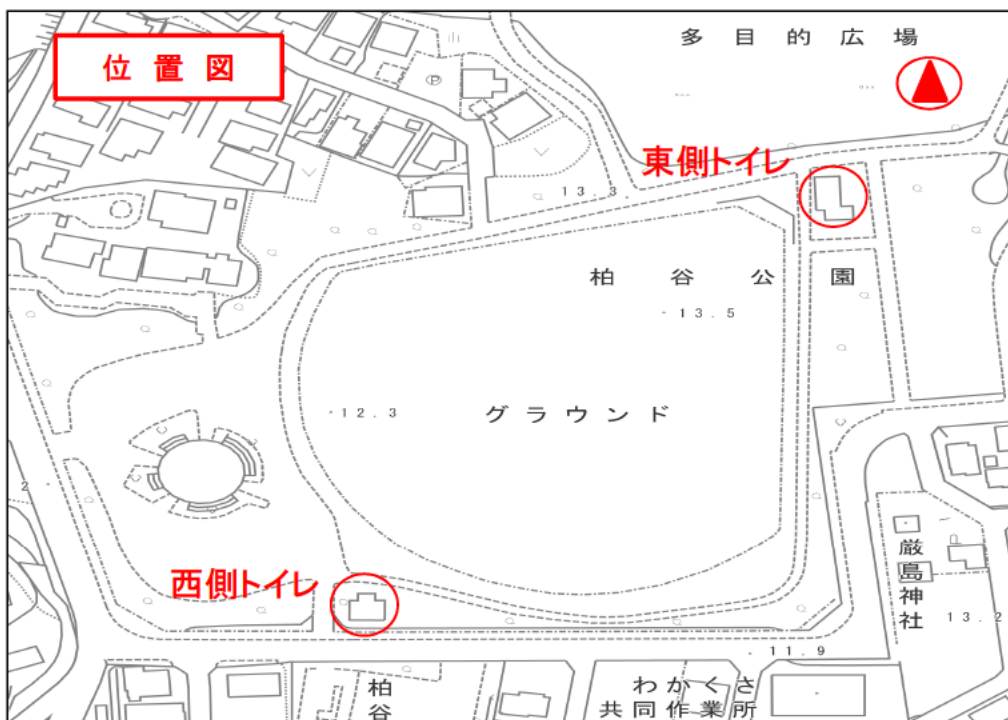 多目的広場
位置図
Ⓟ
東側トイレ
13.3
柏谷公園
13.5
12.3
グラウンド
2
厳島神社
西側トイレ
13.2
11.9
柏谷
わかくさ
共同作業所